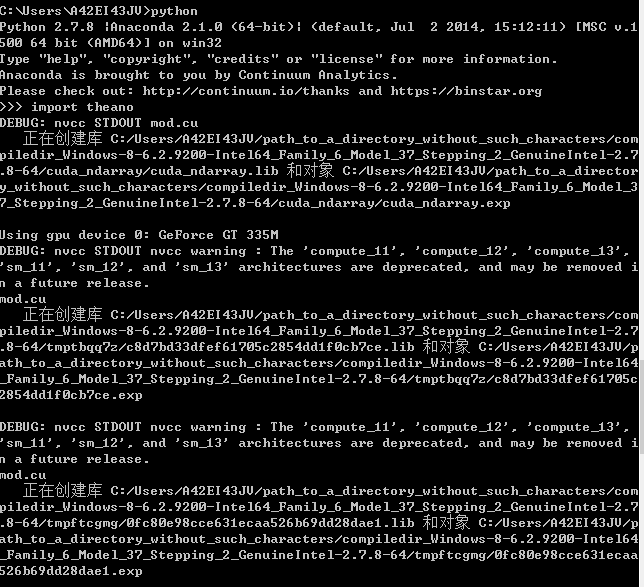 C:\Users\A42EI43JV>python
Python 2.7.8 |Anaconda 2.1.0 (64-bit)| (default, Jul  2 2014, 15:12:11) [MSC v.1
500 64 bit (AMD64)] on win32
Type "help", "copyright", "credits" or "license" for more information.
Anaconda is brought to you by Continuum Analytics.
Please check out: http://continuum.io/thanks and https://binstar.org
>>> import theano
DEBUG: nvcc STDOUT mod.cu
   正在创建库 C:/Users/A42EI43JV/path_to_a_directory_without_such_characters/com
piledir_Windows-8-6.2.9200-Intel64_Family_6_Model_37_Stepping_2_GenuineIntel-2.7
.8-64/cuda_ndarray/cuda_ndarray.lib 和对象 C:/Users/A42EI43JV/path_to_a_director
y_without_such_characters/compiledir_Windows-8-6.2.9200-Intel64_Family_6_Model_3
7_Stepping_2_GenuineIntel-2.7.8-64/cuda_ndarray/cuda_ndarray.exp
Using gpu device 0: GeForce GT 335M
DEBUG: nvcc STDOUT nvcc warning : The 'compute_11', 'compute_12', 'compute_13',
'sm_11', 'sm_12', and 'sm_13' architectures are deprecated, and may be removed i
n a future release.
mod.cu
   正在创建库 C:/Users/A42EI43JV/path_to_a_directory_without_such_characters/com
piledir_Windows-8-6.2.9200-Intel64_Family_6_Model_37_Stepping_2_GenuineIntel-2.7
.8-64/tmptbqq7z/c8d7bd33dfef61705c2854dd1f0cb7ce.lib 和对象 C:/Users/A42EI43JV/p
ath_to_a_directory_without_such_characters/compiledir_Windows-8-6.2.9200-Intel64
_Family_6_Model_37_Stepping_2_GenuineIntel-2.7.8-64/tmptbqq7z/c8d7bd33dfef61705c
2854dd1f0cb7ce.exp
DEBUG: nvcc STDOUT nvcc warning : The 'compute_11', 'compute_12', 'compute_13',
'sm_11', 'sm_12', and 'sm_13' architectures are deprecated, and may be removed i
n a future release.
mod.cu
   正在创建库 C:/Users/A42EI43JV/path_to_a_directory_without_such_characters/com
piledir_Windows-8-6.2.9200-Intel64_Family_6_Model_37_Stepping_2_GenuineIntel-2.7
.8-64/tmpftcgmg/0fc80e98cce631ecaa526b69dd28dae1.lib 和对象 C:/Users/A42EI43JV/p
ath_to_a_directory_without_such_characters/compiledir_Windows-8-6.2.9200-Intel64
_Family_6_Model_37_Stepping_2_GenuineIntel-2.7.8-64/tmpftcgmg/0fc80e98cce631ecaa
526b69dd28dae1.exp